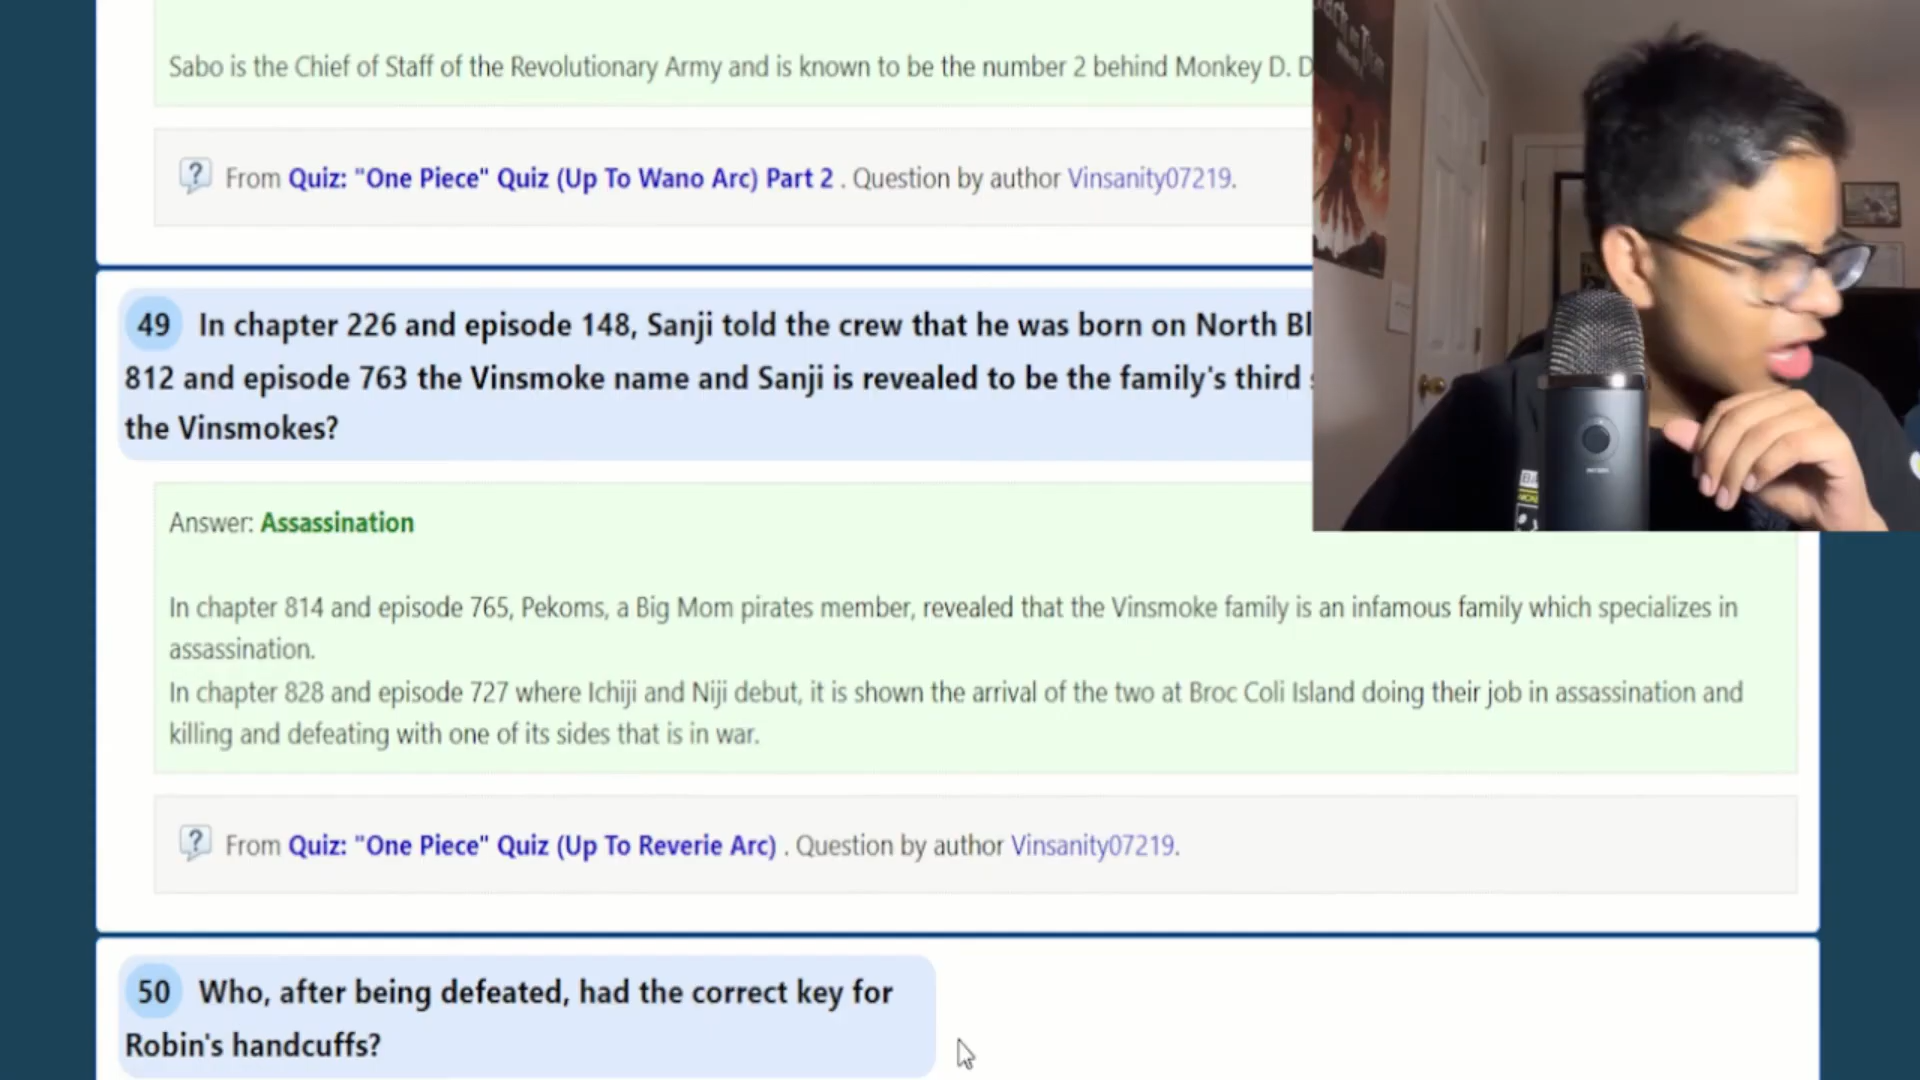 Sabo is the Chief of Staff of the Revolutionary Army and is known to be the number 2 behind Monkey D. D
From Quiz: "One Piece" Quiz (Up To Wano Arc) Part 2 . Question by author Vinsanity07219.
49 In chapter 226 and episode 148, Sanji told the crew that he was born on North Bl
812 and episode 763 the Vinsmoke name and Sanji is revealed to be the family's third
the Vinsmokes?
Answer: Assassination
In chapter 814 and episode 765, Pekoms, a Big Mom pirates member, revealed that the Vinsmoke family is an infamous family which specializes in
assassination.
In chapter 828 and episode 727 where Ichiji and Niji debut, it is shown the arrival of the two at Broc Coli Island doing their job in assassination and
killing and defeating with one of its sides that is in war.
From Quiz: "One Piece" Quiz (Up To Reverie Arc) . Question by author Vinsanity07219.
50 Who, after being defeated, had the correct key for
Robin's handcuffs?